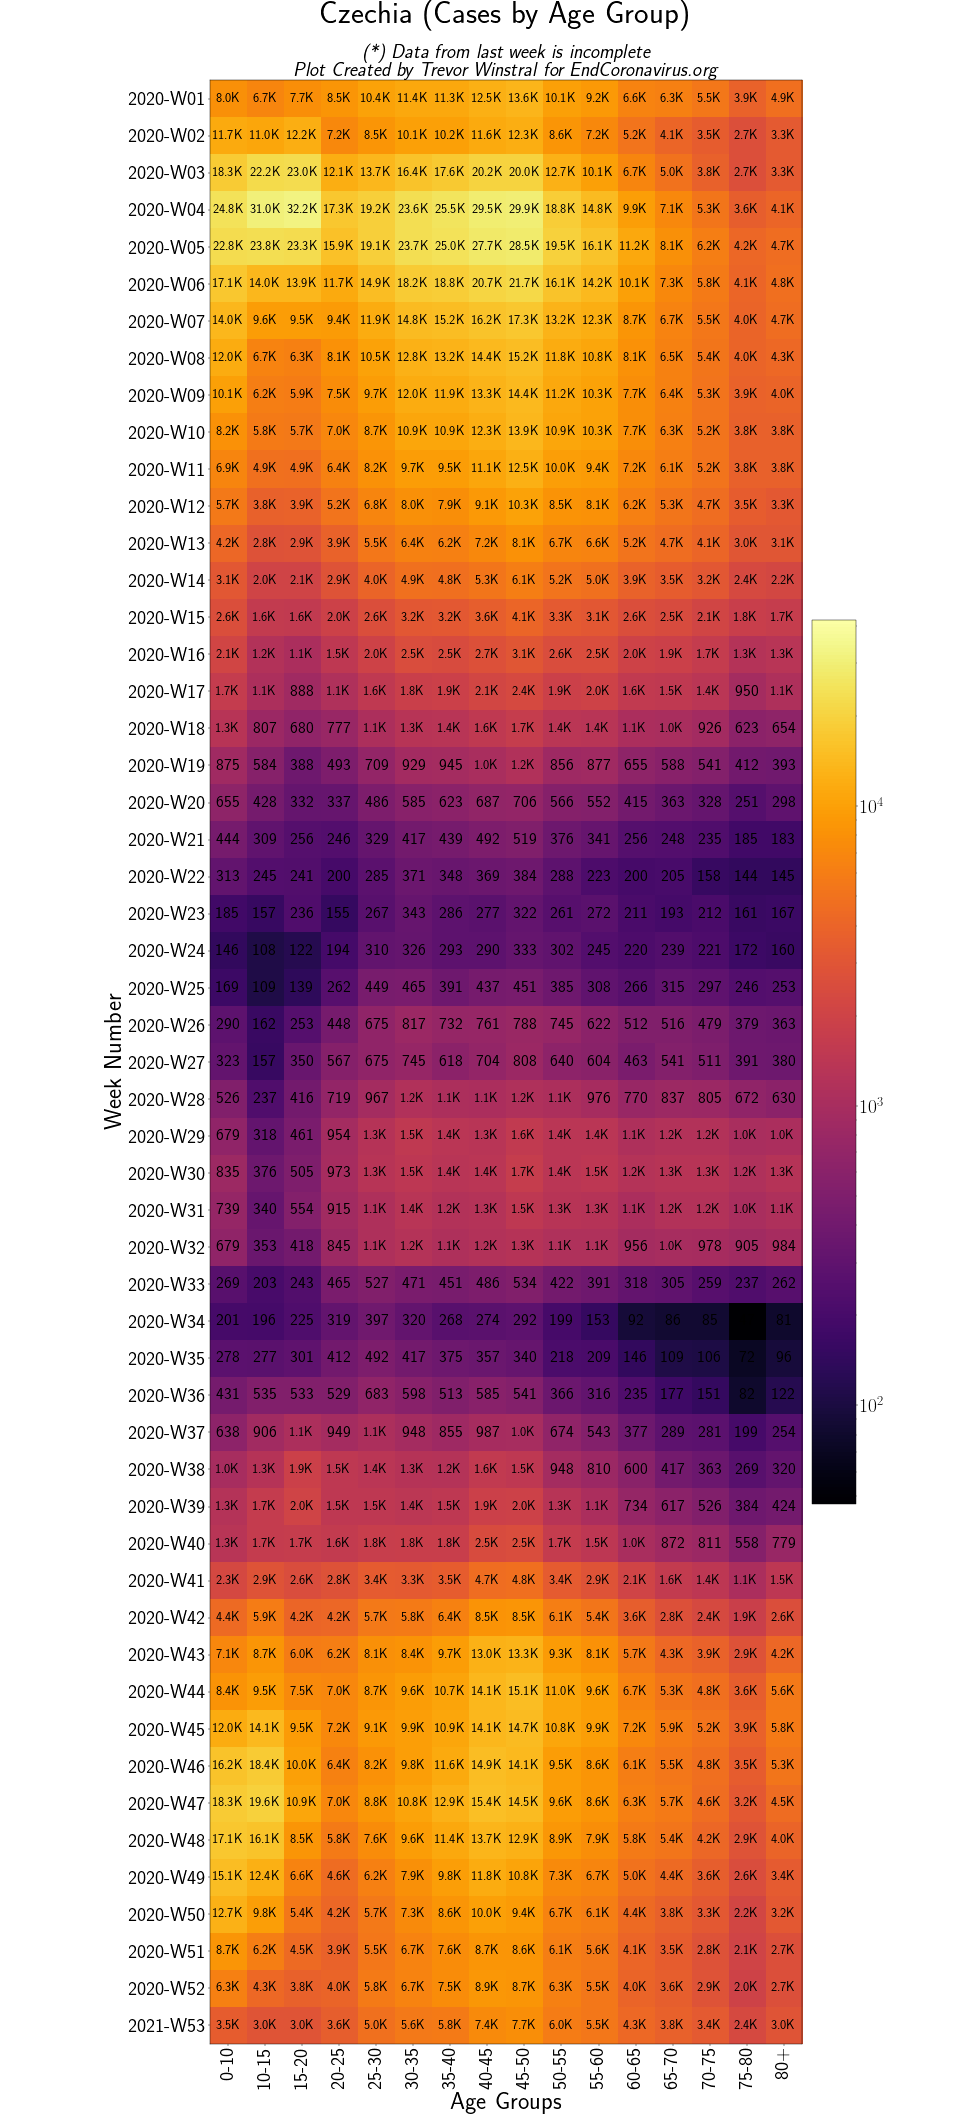 Czechia (Cases by Age Group)
(*) Data from last week is incomplete
Plot Created by Trevor Winstral for EndCoronavirus.org
2020-W01 8.0K 6.7K 7.7K 8.5K 10.4K 11.4K 11.3K 12.5K 13.6K 10.1K 9.2K 6.6K 6.3K 5.5K 3.9K 4.9K
2020-W02 11.7K 11.0K 12.2K 7.2K 8.5K 10.1K 10.2K 11.6K 12.3K 8.6K 7.2K 5.2K 4.1K 3.5K 2.7K 3.3K
2020-W03 18.3K 22.2K 23.0K 12.1K 13.7K 16.4K 17.6K 20.2K 20.0K 12.7K 10.1K 6.7K 5.0K 3.8K 2.7K 3.3K
2020-W04 24.8K 31.0K 32.2K 17.3K 19.2K 23.6K 25.5K 29.5K 29.9K 18.8K 14.8K 9.9K 7.1K 5.3K 3.6K 4.1K
2020-W05 22.8K 23.8K 23.3K 15.9K 19.1K 23.7K 25.0K 27.7K 28.5K 19.5K 16.1K 11.2K 8.1K 6.2K 4.2K 4.7K
2020-W06 17.1K 14.0K 13.9K 11.7K 14.9K 18.2K 18.8K 20.7K 21.7K 16.1K 14.2K 10.1K 7.3K 5.8K 4.1K 4.8K
2020-W07 14.0K 9.6K 9.5K 9.4K 11.9K 14.8K 15.2K 16.2K 17.3K 13.2K 12.3K 8.7K 6.7K 5.5K 4.0K 4.7K
2020-W08 12.0K 6.7K 6.3K 8.1K 10.5K 12.8K 13.2K 14.4K 15.2K 11.8K 10.8K 8.1K 6.5K 5.4K 4.0K 4.3K
2020-W09 10.1K 6.2K 5.9K 7.5K 9.7K 12.0K 11.9K 13.3K 14.4K 11.2K 10.3K 7.7K 6.4K 5.3K 3.9K 4.0K
2020-W10 8.2K 5.8K 5.7K 7.0K 8.7K 10.9K 10.9K 12.3K 13.9K 10.9K 10.3K 7.7K 6.3K 5.2K 3.8K 3.8K
2020-W11 6.9K 4.9K 4.9K 6.4K 8.2K 9.7K 9.5K 11.1K 12.5K 10.0K 9.4K 7.2K 6.1K 5.2K 3.8K 3.8K
2020-W12 5.7K 3.8K 3.9K 5.2K 6.8K 8.0K 7.9K 9.1K 10.3K 8.5K 8.1K 6.2K 5.3K 4.7K 3.5K 3.3K
2020-W13 4.2K 2.8K 2.9K 3.9K 5.5K 6.4K 6.2K 7.2K 8.1K 6.7K 6.6K 5.2K 4.7K 4.1K 3.0K 3.1K
2020-W14 3.1K 2.0K 2.1K 2.9K 4.0K 4.9K 4.8K 5.3K 6.1K 5.2K 5.0K 3.9K 3.5K 3.2K 2.4K 2.2K
2020-W15 2.6K 1.6K 1.6K 2.0K 2.6K 3.2K 3.2K 3.6K 4.1K 3.3K 3.1K 2.6K 2.5K 2.1K 1.8K 1.7K
2020-W16 2.1K 1.2K 1.1K 1.5K 2.0K 2.5K 2.5K 2.7K 3.1K 2.6K 2.5K 2.0K 1.9K 1.7K 1.3K 1.3K
2020-W17 1.7K 1.1K 888 1.1K 1.6K 1.8K 1.9K 2.1K 2.4K 1.9K 2.0K 1.6K 1.5K 1.4K 950 1.1K
2020-W18 1.3K 807 680 777 1.1K 1.3K 1.4K 1.6K 1.7K 1.4K 1.4K 1.1K 1.0K 926 623 654
2020-W19 875 584 388 493 709 929 945 1.0K 1.2K 856 877 655 588 541 412 393
2020-W20 655 428 332 337 486 585 623 687 706 566 552 415 363 328 251 298
2020-W21 444 309 256 246 329 417 439 492 519 376 341 256 248 235 185 183
2020-W22 313 245 241 200 285 371 348 369 384 288 223 200 205 158 144 145
2020-W23 185 157 236 155 267 343 286 277 322 261 272 211 193 212 161 167
2020-W24 146 108 122 194 310 326 293 290 333 302 245 220 239 221 172 160
2020-W25 169 109 139 262 449 465 391 437 451 385 308 266 315 297 246 253
2020-W26 290 162 253 448 675 817 732 761 788 745 622 512 516 479 379 363
2020-W27 323 157 350 567 675 745 618 704 808 640 604 463 541 511 391 380
2020-W28 526 237 416 719 967 1.2K 1.1K 1.1K 1.2K 1.1K 976 770 837 805 672 630
2020-W29 679 318 461 954 1.3K 1.5K 1.4K 1.3K 1.6K 1.4K 1.4K 1.1K 1.2K 1.2K 1.0K 1.0K
2020-W30 835 376 505 973 1.3K 1.5K 1.4K 1.4K 1.7K 1.4K 1.5K 1.2K 1.3K 1.3K 1.2K 1.3K
2020-W31 739 340 554 915 1.1K 1.4K 1.2K 1.3K 1.5K 1.3K 1.3K 1.1K 1.2K 1.2K 1.0K 1.1K
2020-W32 679 353 418 845 1.1K 1.2K 1.1K 1.2K 1.3K 1.1K 1.1K 956 1.0K 978 905 984
2020-W33 269 203 243 465 527 471 451 486 534 422 391 318 305 259 237 262
2020-W34 201 196 225 319 397 320 268 274 292 199 153 92 86 85 81
2020-W35 278 277 301 412 492 417 375 357 340 218 209 146 109 106 72 96
2020-W36 431 535 533 529 683 598 513 585 541 366 316 235 177 151 82 122
2020-W37 638 906 1.1K 949 1.1K 948 855 987 1.0K 674 543 377 289 281 199 254
2020-W38 1.0K 1.3K 1.9K 1.5K 1.4K 1.3K 1.2K 1.6K 1.5K 948 810 600 417 363 269 320
2020-W39 1.3K 1.7K 2.0K 1.5K 1.5K 1.4K 1.5K 1.9K 2.0K 1.3K 1.1K 734 617 526 384 424
2020-W40 1.3K 1.7K 1.7K 1.6K 1.8K 1.8K 1.8K 2.5K 2.5K 1.7K 1.5K 1.0K 872 811 558 779
2020-W41 2.3K 2.9K 2.6K 2.8K 3.4K 3.3K 3.5K 4.7K 4.8K 3.4K 2.9K 2.1K 1.6K 1.4K 1.1K 1.5K
2020-W42 4.4K 5.9K 4.2K 4.2K 5.7K 5.8K 6.4K 8.5K 8.5K 6.1K 5.4K 3.6K 2.8K 2.4K 1.9K 2.6K
2020-W43 7.1K 8.7K 6.0K 6.2K 8.1K 8.4K 9.7K 13.0K 13.3K 9.3K 8.1K 5.7K 4.3K 3.9K 2.9K 4.2K
2020-W44 8.4K 9.5K 7.5K 7.0K 8.7K 9.6K 10.7K 14.1K 15.1K 11.0K 9.6K 6.7K 5.3K 4.8K 3.6K 5.6K
2020-W45 12.0K 14.1K 9.5K 7.2K 9.1K 9.9K 10.9K 14.1K 14.7K 10.8K 9.9K 7.2K 5.9K 5.2K 3.9K 5.8K
2020-W46 16.2K 18.4K 10.0K 6.4K 8.2K 9.8K 11.6K 14.9K 14.1K 9.5K 8.6K 6.1K 5.5K 4.8K 3.5K 5.3K
2020-W47 18.3K 19.6K 10.9K 7.0K 8.8K 10.8K 12.9K 15.4K 14.5K 9.6K 8.6K 6.3K 5.7K 4.6K 3.2K 4.5K
2020-W48 17.1K 16.1K 8.5K 5.8K 7.6K 9.6K 11.4K 13.7K 12.9K 8.9K 7.9K 5.8K 5.4K 4.2K 2.9K 4.0K
2020-W49 15.1K 12.4K 6.6K 4.6K 6.2K 7.9K 9.8K 11.8K 10.8K 7.3K 6.7K 5.0K 4.4K 3.6K 2.6K 3.4K
2020-W50 12.7K 9.8K 5.4K 4.2K 5.7K 7.3K 8.6K 10.0K 9.4K 6.7K 6.1K 4.4K 3.8K 3.3K 2.2K 3.2K
2020-W51 8.7K 6.2K 4.5K 3.9K 5.5K 6.7K 7.6K 8.7K 8.6K 6.1K 5.6K 4.1K 3.5K 2.8K 2.1K 2.7K
2020-W52 6.3K 4.3K 3.8K 4.0K 5.8K 6.7K 7.5K 8.9K 8.7K 6.3K 5.5K 4.0K 3.6K 2.9K 2.0K 2.7K
2021-W53 3.5K 3.0K 3.0K 3.6K 5.0K 5.6K 5.8K 7.4K 7.7K 6.0K 5.5K 4.3K 3.8K 3.4K 2.4K 3.0K
0-10 10-15 15-20 20-25 25-30 30-35 35-40 40-45 45-50 50-55 55-60 60-65 65-70 70-75 75-80 80+
Age Groups
Week Number
10⁴
10³
10²